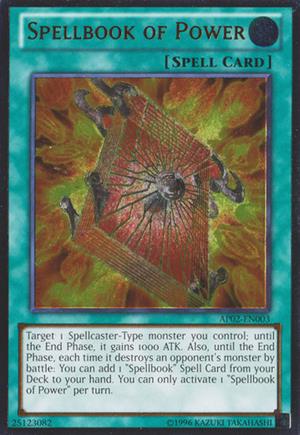 Spellbook of Power
[Spell Card]
AP02-EN003
Target 1 Spellcaster-Type monster you control; until
the End Phase, it gains 1000 ATK. Also, until the End
Phase, each time it destroys an opponent's monster by
battle: You can add 1 "Spellbook" Spell Card from your
Deck to your hand. You can only activate 1 "Spellbook
of Power" per turn.
25123082
©1996 KAZUKI TAKAHASHI